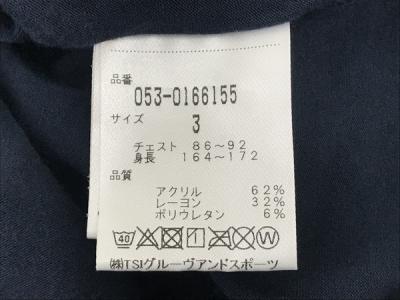 品番
053-0166155
サイズ
3
チェスト 86～92
身長 164～172
品質
アクリル 62%
レーヨン 32%
ポリウレタン 6%
40 W
㈱TSIグルーヴアンドスポーツ